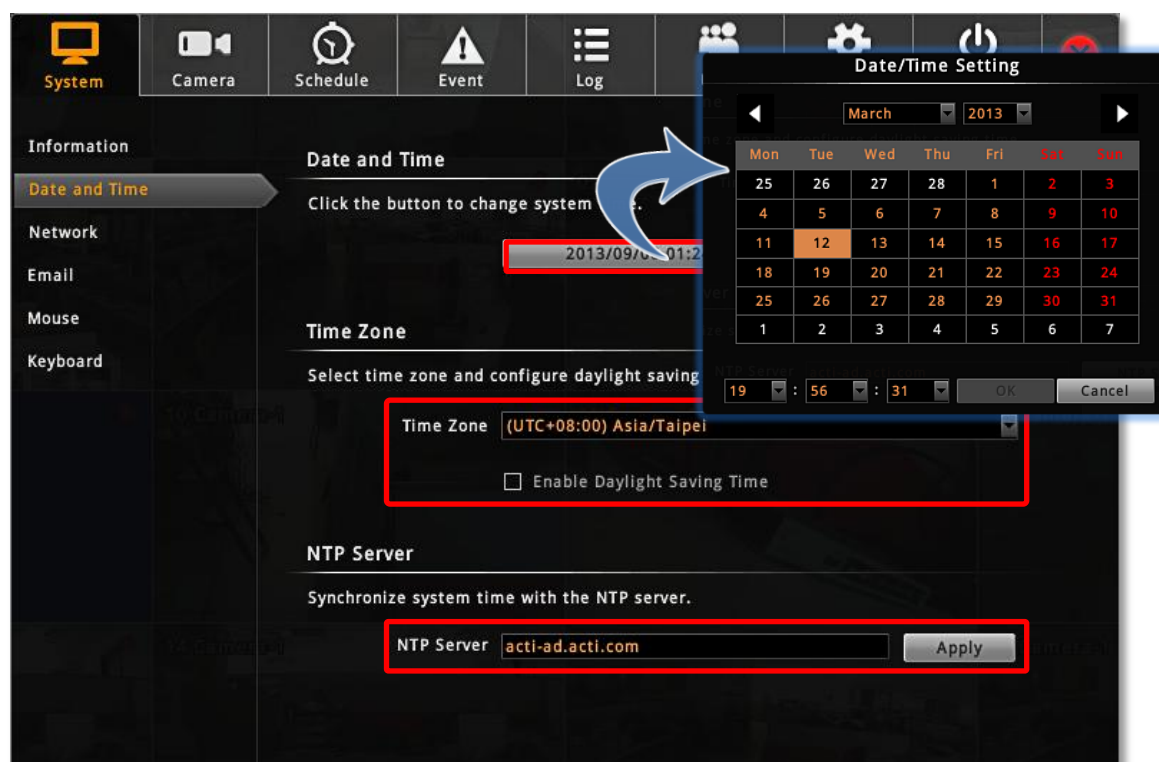 System Camera Schedule Event Log
Date/Time Setting
March 2013
Mon Tue Wed Thu Fri Sat Sun
25 26 27 28 1 2 3
4 5 6 7 8 9 10
11 12 13 14 15 16 17
18 19 20 21 22 23 24
25 26 27 28 29 30 31
1 2 3 4 5 6 7
19 : 56 : 31 OK Cancel
Information
Date and Time
Network
Email
Mouse
Keyboard
Date and Time
Click the button to change system
Time Zone
Select time zone and configure daylight saving
Time Zone (UTC+08:00) Asia/Taipei
Enable Daylight Saving Time
NTP Server
Synchronize system time with the NTP server.
NTP Server acti-ad.acti.com Apply